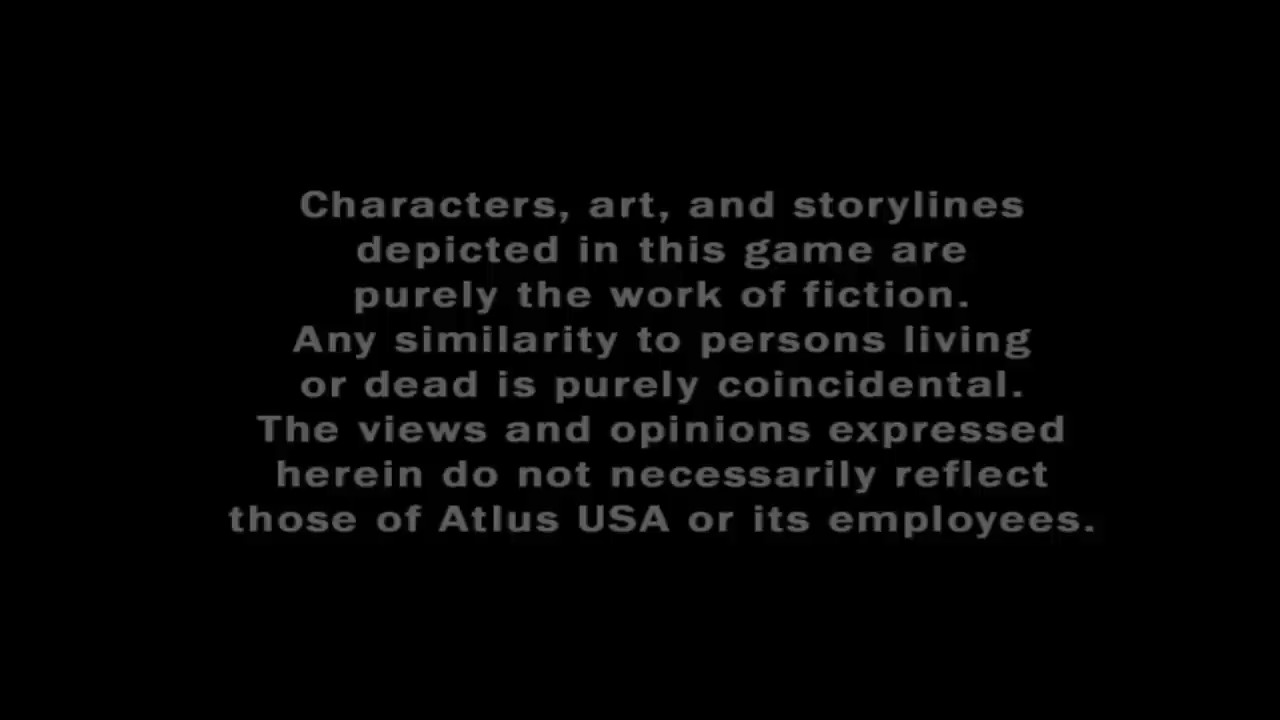 Characters, art, and storylines
depicted in this game are
purely the work of fiction.
Any similarity to persons living
or dead is purely coincidental.
The views and opinions expressed
herein do not necessarily reflect
those of Atlus USA or its employees.